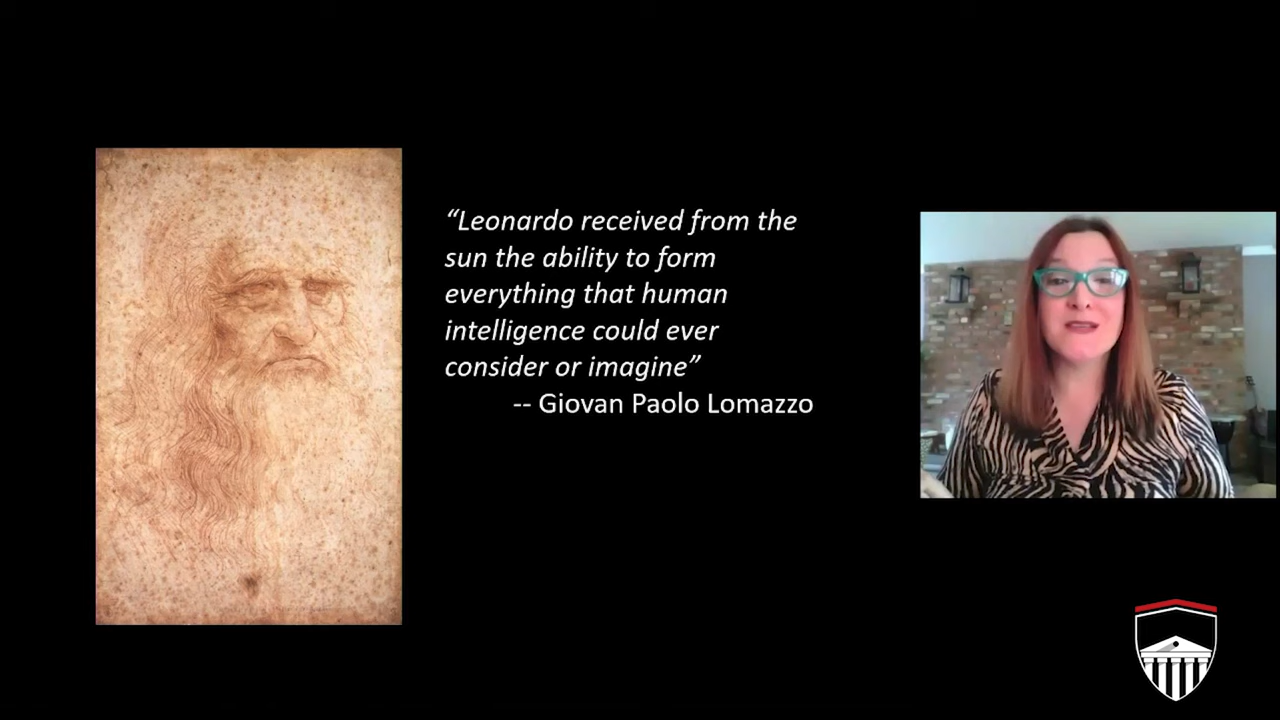 “Leonardo received from the
sun the ability to form
everything that human
intelligence could ever
consider or imagine”
-- Giovan Paolo Lomazzo